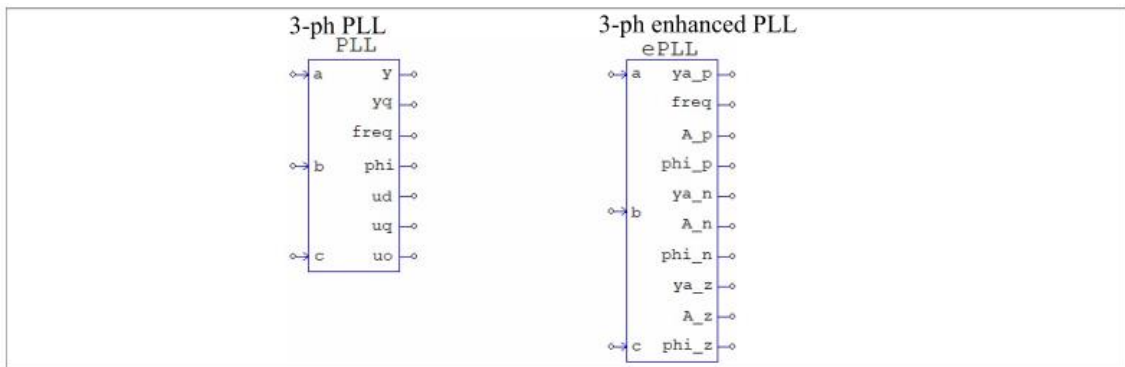 3-ph PLL
PLL
a
y
yq
freq
b
phi
ud
uq
c
uo
3-ph enhanced PLL
ePLL
a
ya_p
freq
A_p
phi_p
ya_n
b
A_n
phi_n
ya_z
A_z
c
phi_z